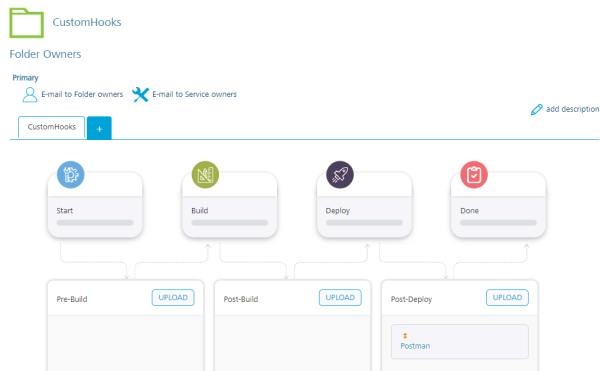 CustomHooks
Folder Owners
Primary
E-mail to Folder owners E-mail to Service owners
add description
CustomHooks +
Start Build Deploy Done
Pre-Build UPLOAD Post-Build UPLOAD Post-Deploy UPLOAD
Postman